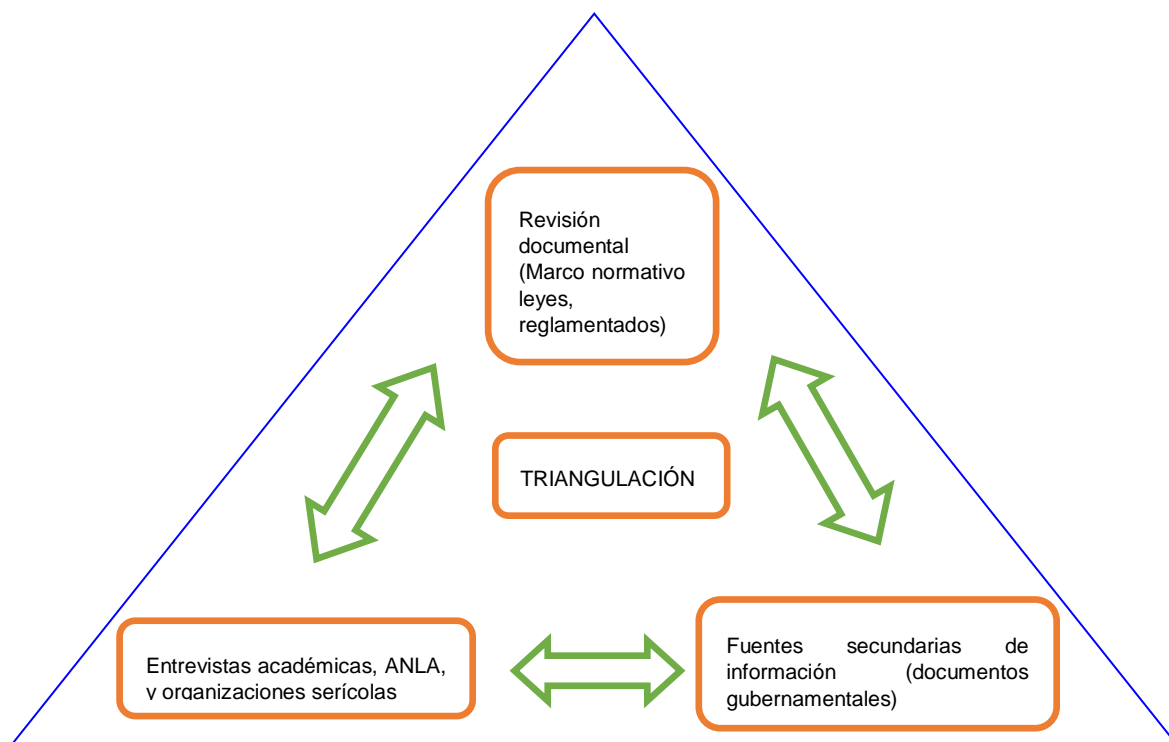 Revisión
documental
(Marco normativo
leyes,
reglamentados)
TRIANGULACIÓN
Entrevistas académicas, ANLA,
y organizaciones serícolas
Fuentes secundarias de
información (documentos
gubernamentales)